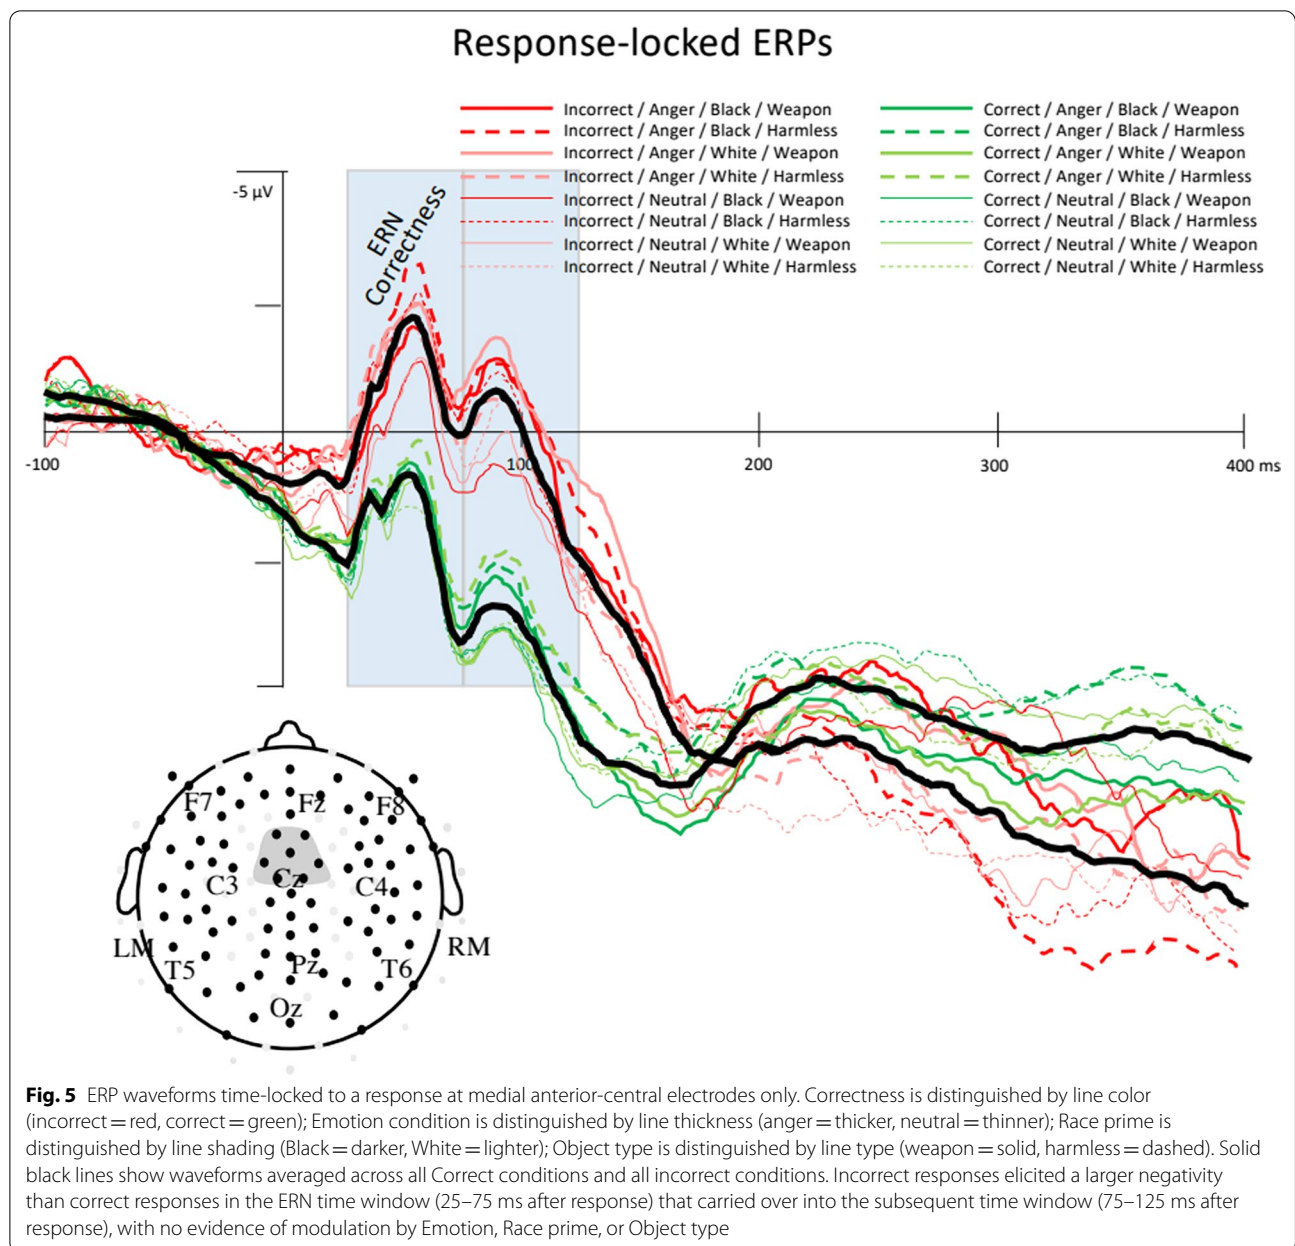 Response-locked ERPs
Incorrect / Anger / Black / Weapon
Incorrect / Anger / Black / Harmless
Incorrect / Anger / White / Weapon
Incorrect / Anger / White / Harmless
Incorrect / Neutral / Black / Weapon
Incorrect / Neutral / Black / Harmless
Incorrect / Neutral / White / Weapon
Incorrect / Neutral / White / Harmless
Correct / Anger / Black / Weapon
Correct / Anger / Black / Harmless
Correct / Anger / White / Weapon
Correct / Anger / White / Harmless
Correct / Neutral / Black / Weapon
Correct / Neutral / Black / Harmless
Correct / Neutral / White / Weapon
Correct / Neutral / White / Harmless
-5 µV
ERN
Correctness
-100
100
200
300
400 ms
F7
Fz
F8
C3
Cz
C4
LM
RM
T5
Pz
T6
Oz
Fig. 5 ERP waveforms time-locked to a response at medial anterior-central electrodes only. Correctness is distinguished by line color
(incorrect = red, correct = green); Emotion condition is distinguished by line thickness (anger = thicker, neutral = thinner); Race prime is
distinguished by line shading (Black = darker, White = lighter); Object type is distinguished by line type (weapon = solid, harmless = dashed). Solid
black lines show waveforms averaged across all Correct conditions and all incorrect conditions. Incorrect responses elicited a larger negativity
than correct responses in the ERN time window (25–75 ms after response) that carried over into the subsequent time window (75–125 ms after
response), with no evidence of modulation by Emotion, Race prime, or Object type